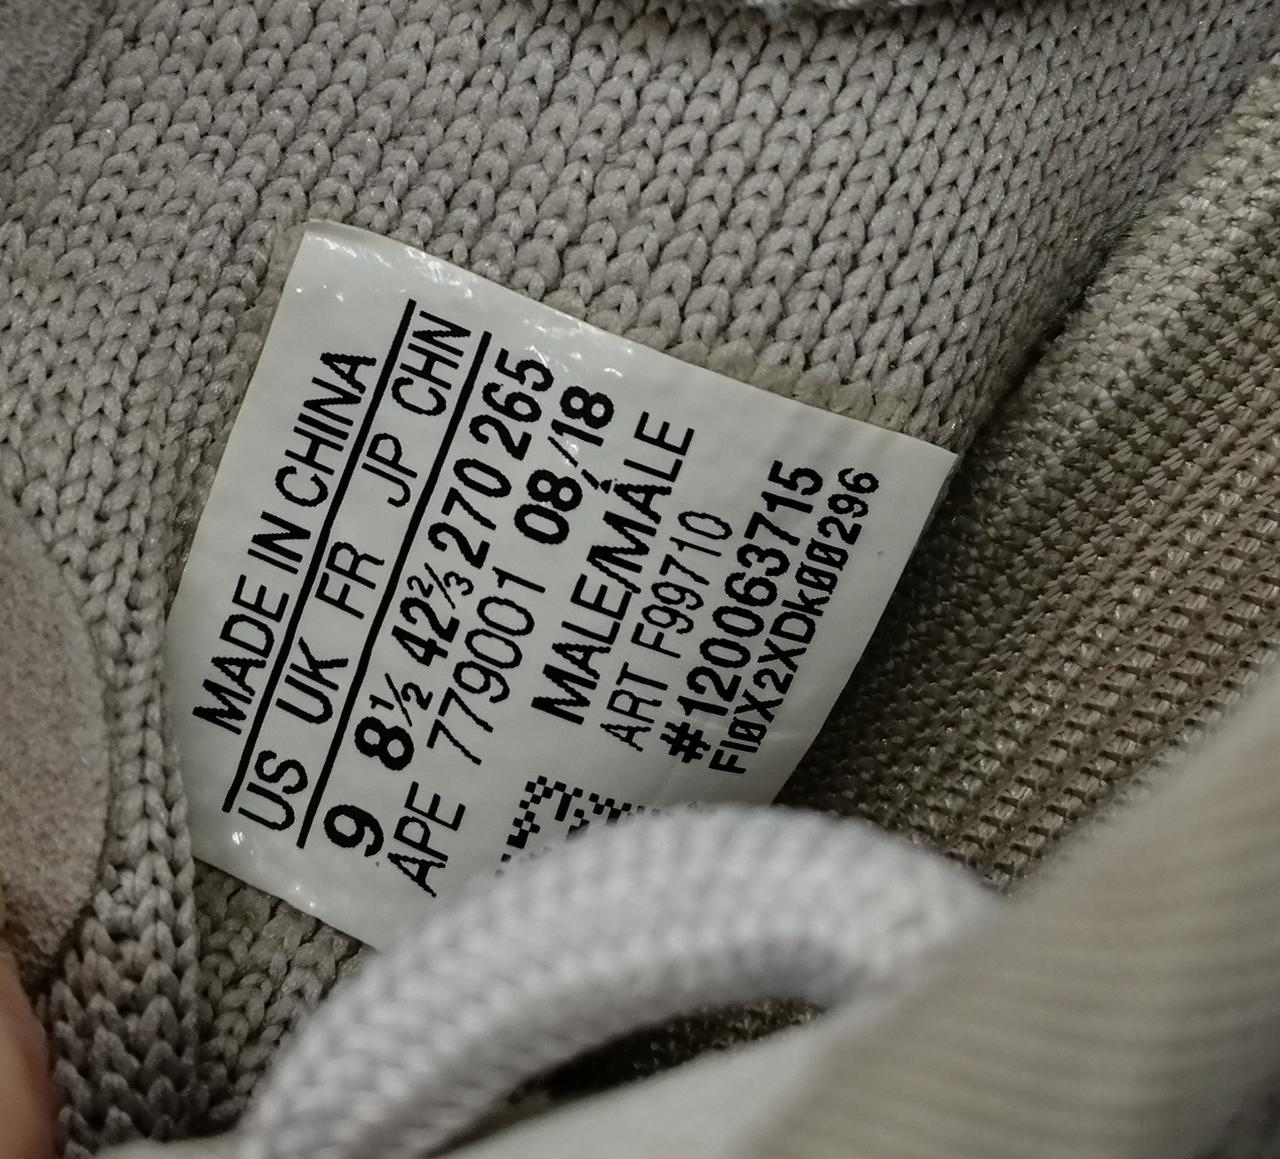 MADE IN CHINA
US UK FR JP CHN
9 8½ 42⅔ 270 265
APE 779001 08/18
MALE/MÂLE
ART F99710
#120063715
FI0X2XDk000296